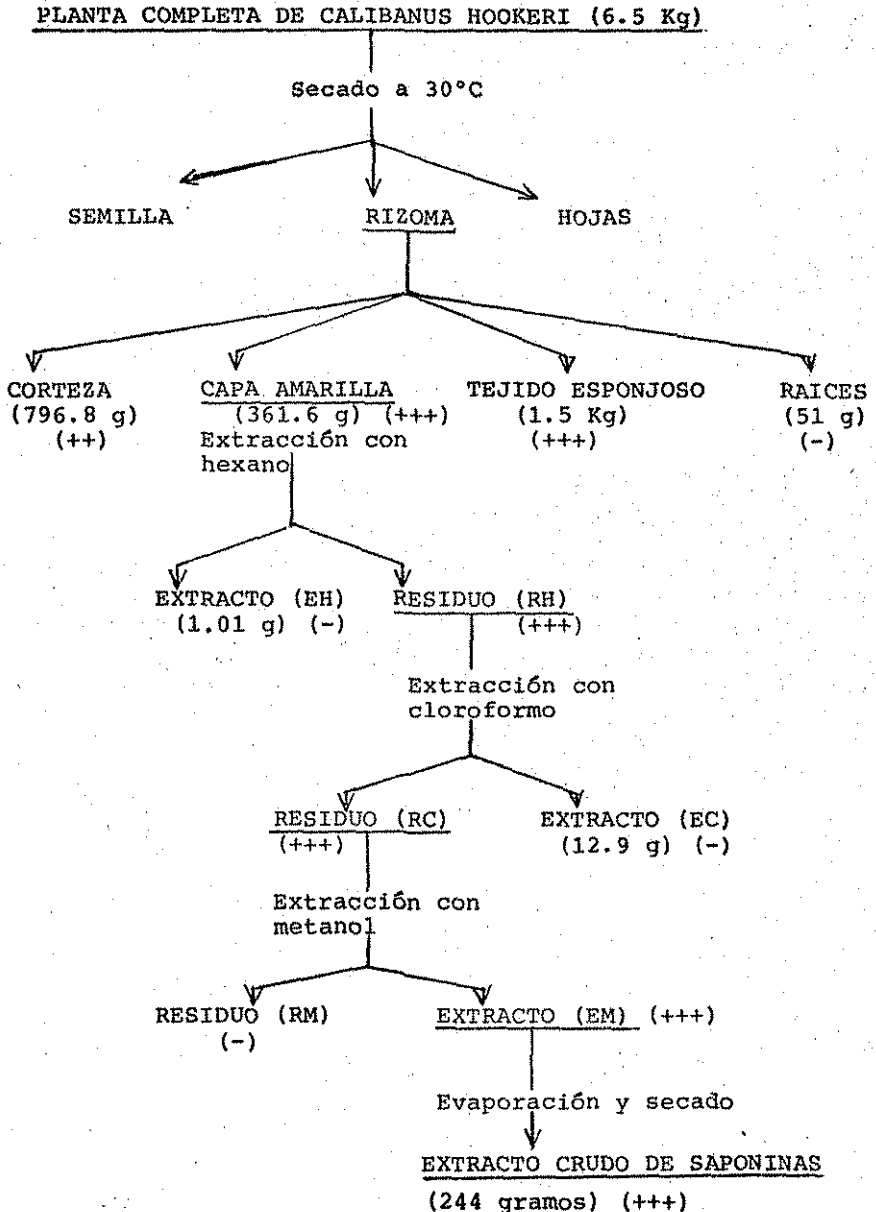 PLANTA COMPLETA DE CALIBANUS HOOKERI (6.5 Kg)
Secado a 30°C
SEMILLA RIZOMA HOJAS
CORTEZA CAPA AMARILLA TEJIDO ESPONJOSO RAICES
(796.8 g) (361.6 g) (+++) (1.5 Kg) (51 g)
(++) Extracción con (+++) (-)
hexano
EXTRACTO (EH) RESIDUO (RH)
(1.01 g) (-) (+++)
Extracción con
cloroformo
RESIDUO (RC) EXTRACTO (EC)
(+++) (12.9 g) (-)
Extracción con
metanol
RESIDUO (RM) EXTRACTO (EM) (+++)
(-)
Evaporación y secado
EXTRACTO CRUDO DE SAPONINAS
(244 gramos) (+++)